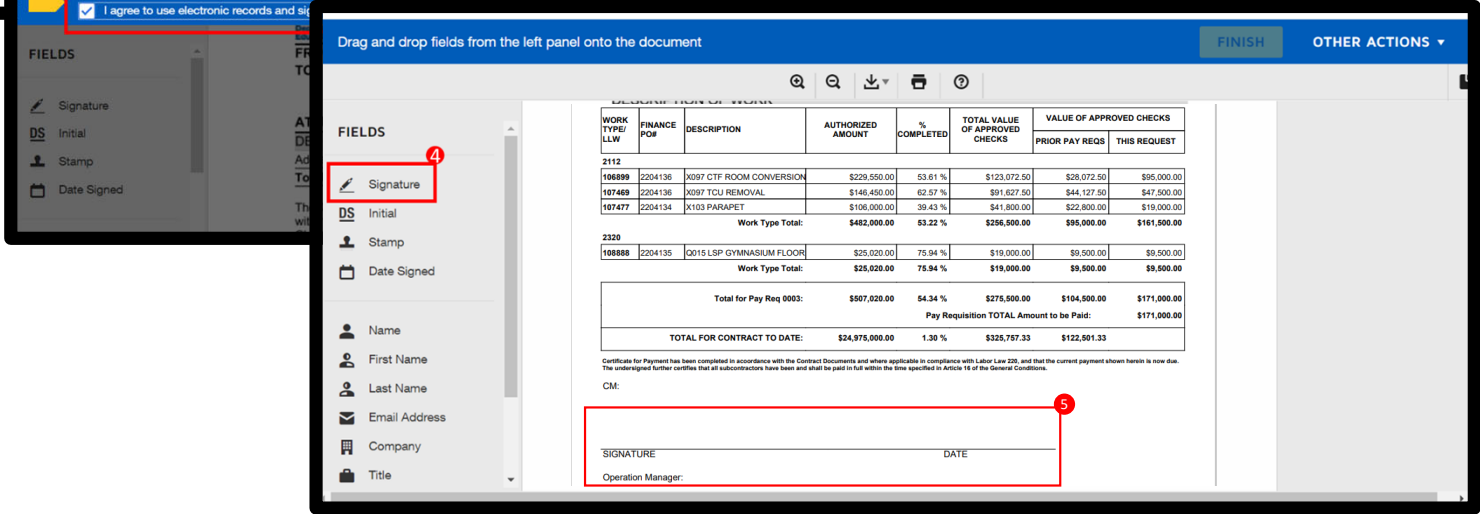 I agree to use electronic records and sig
FIELDS
Signature
DS Initial
Stamp
Date Signed
FR
TO
AT
DE
Ad
To
Th
wit
Drag and drop fields from the left panel onto the document
FINISH
OTHER ACTIONS
FIELDS
4
Signature
DS Initial
Stamp
Date Signed
Name
First Name
Last Name
Email Address
Company
Title
DESCRIPTION OF WORK
WORK TYPE/ LLW FINANCE PO# DESCRIPTION AUTHORIZED AMOUNT % COMPLETED TOTAL VALUE OF APPROVED CHECKS VALUE OF APPROVED CHECKS
PRIOR PAY REQS THIS REQUEST
2112
106899 2204136 X097 CTF ROOM CONVERSION $229,550.00 53.61 % $123,072.50 $28,072.50 $95,000.00
107469 2204136 X097 TCU REMOVAL $146,450.00 62.57 % $91,627.50 $44,127.50 $47,500.00
107477 2204134 X103 PARAPET $106,000.00 39.43 % $41,800.00 $22,800.00 $19,000.00
Work Type Total: $482,000.00 53.22 % $256,500.00 $95,000.00 $161,500.00
2320
108888 2204135 Q015 LSP GYMNASIUM FLOOR $25,020.00 75.94 % $19,000.00 $9,500.00 $9,500.00
Work Type Total: $25,020.00 75.94 % $19,000.00 $9,500.00 $9,500.00
Total for Pay Req 0003: $507,020.00 54.34 % $275,500.00 $104,500.00 $171,000.00
Pay Requisition TOTAL Amount to be Paid: $171,000.00
TOTAL FOR CONTRACT TO DATE: $24,975,000.00 1.30 % $325,757.33 $122,501.33
Certificate for Payment has been completed in acoordance with the Contract Documents and where applicable in compliance with Labor Law 220, and that the current payment shown herein is now due.
The undersigned further certifies that all subcontractors have been and shall be paid in full within the time specified in Article 16 of the General Conditions.
CM:
5
SIGNATURE DATE
Operation Manager: